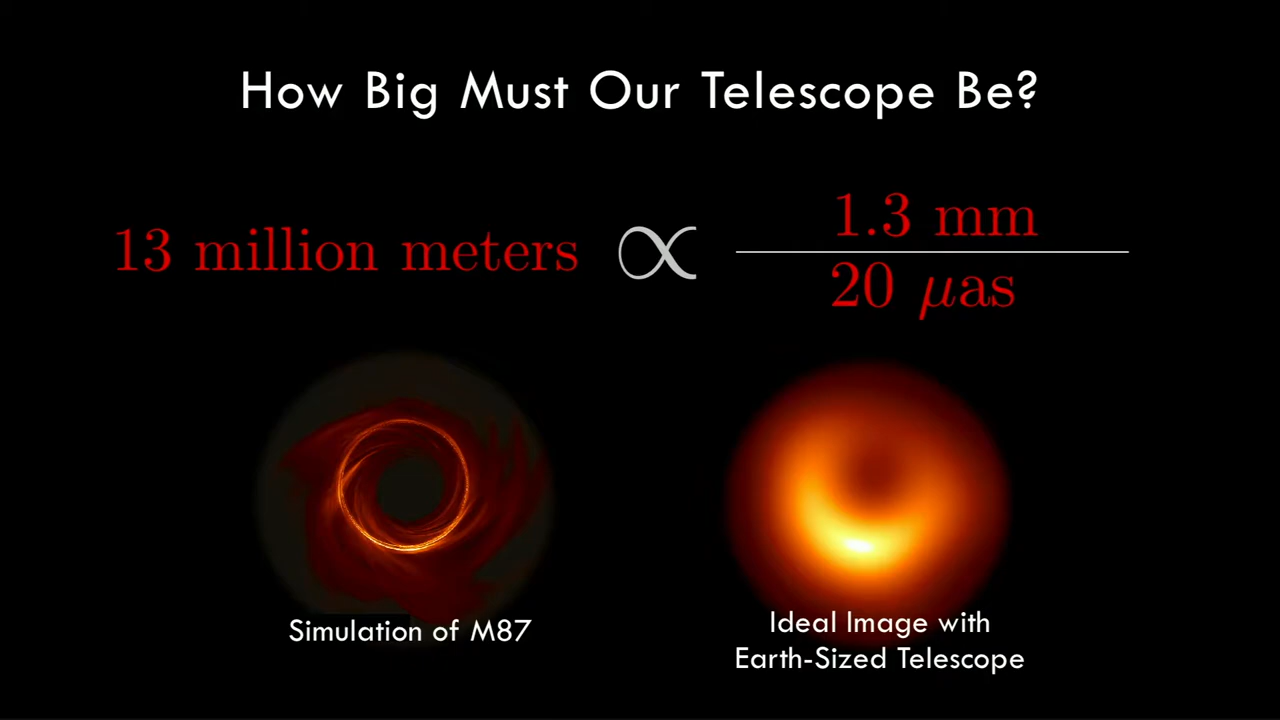 How Big Must Our Telescope Be?
13 million meters ∝ 1.3 mm
20 μas
Simulation of M87
Ideal Image with
Earth-Sized Telescope